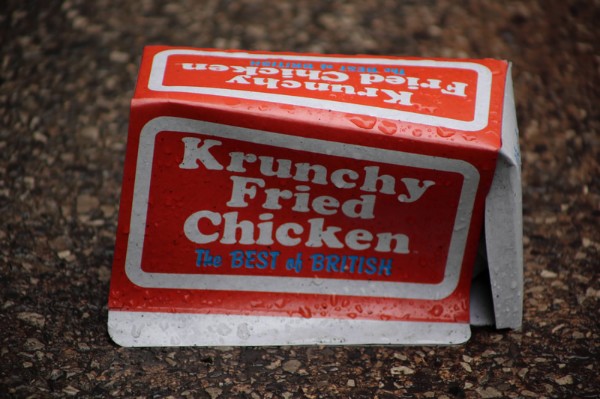 The BEST of BRITISH
Fried Chicken
Krunchy
Krunchy
Fried
Chicken
The BEST of BRITISH